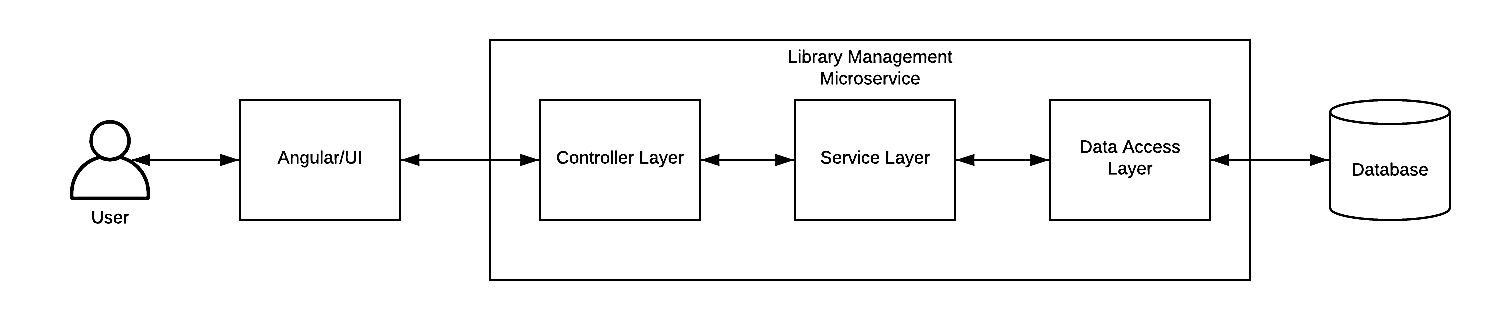 Library Management
Microservice
User
Angular/UI
Controller Layer
Service Layer
Data Access
Layer
Database